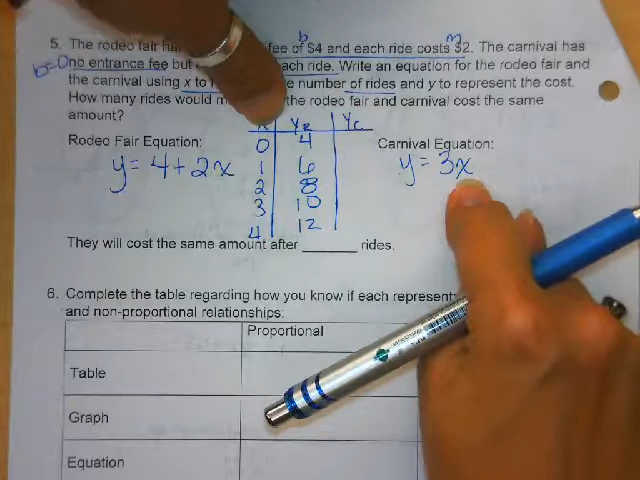 b m
5. The rodeo fair fee of $4 and each ride costs $2. The carnival has
b=0 no entrance fee but each ride. Write an equation for the rodeo fair and
the carnival using x to the number of rides and y to represent the cost.
How many rides would the rodeo fair and carnival cost the same
amount?
x YR YC
Rodeo Fair Equation: 0 4 Carnival Equation:
y = 4 + 2x 1 6 y = 3x
2 8
3 10
4 12
They will cost the same amount after ______ rides.
6. Complete the table regarding how you know if each
and non-proportional relationships:
Proportional
Table
Graph
Equation